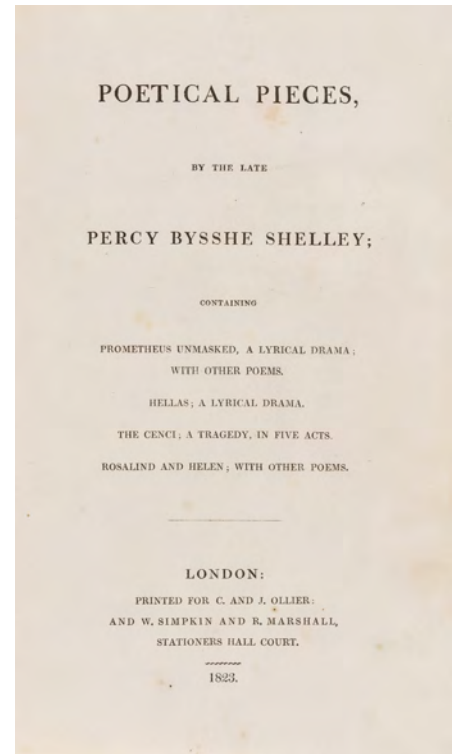 POETICAL PIECES,
BY THE LATE
PERCY BYSSHE SHELLEY;
CONTAINING
PROMETHEUS UNMASKED, A LYRICAL DRAMA;
WITH OTHER POEMS.
HELLAS; A LYRICAL DRAMA.
THE CENCI; A TRAGEDY, IN FIVE ACTS.
ROSALIND AND HELEN; WITH OTHER POEMS.
LONDON:
PRINTED FOR C. AND J. OLLIER:
AND W. SIMPKIN AND R. MARSHALL,
STATIONERS HALL COURT.
1823.